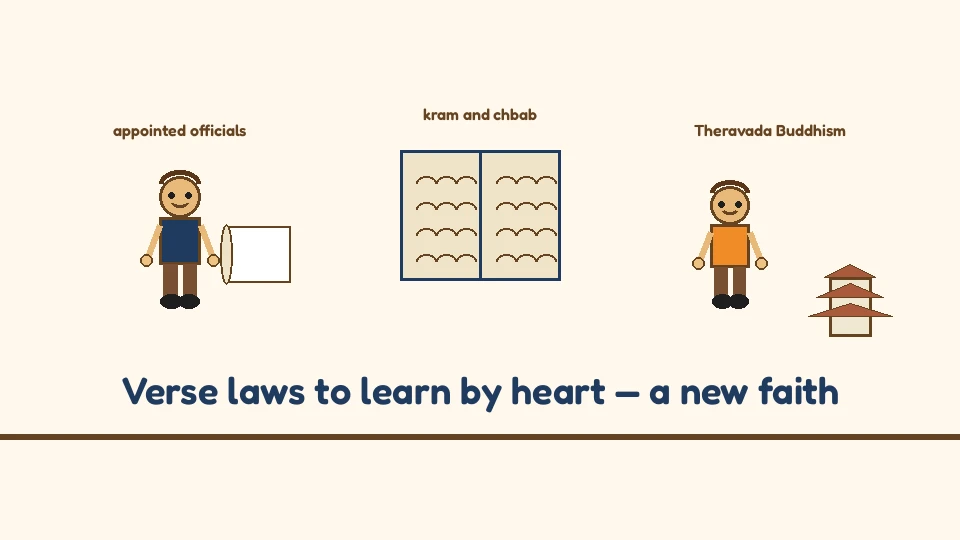 appointed officials
kram and chbab
Theravada Buddhism
Verse laws to learn by heart — a new faith